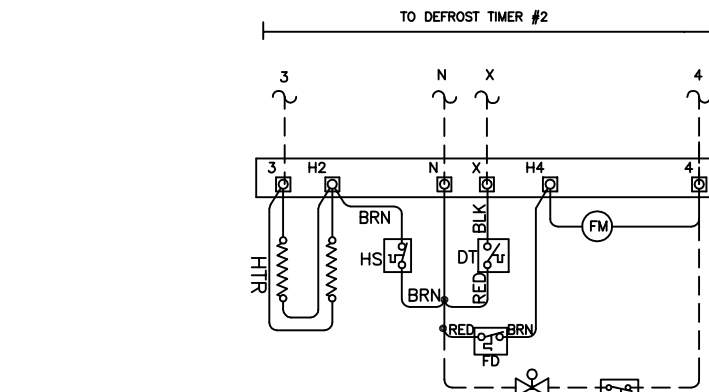 TO DEFROST TIMER #2
3 N X 4
3 H2 N X H4 4
BRN
BLK
FM
HS
DT
HTR
BRN
RED
RED
BRN
FD